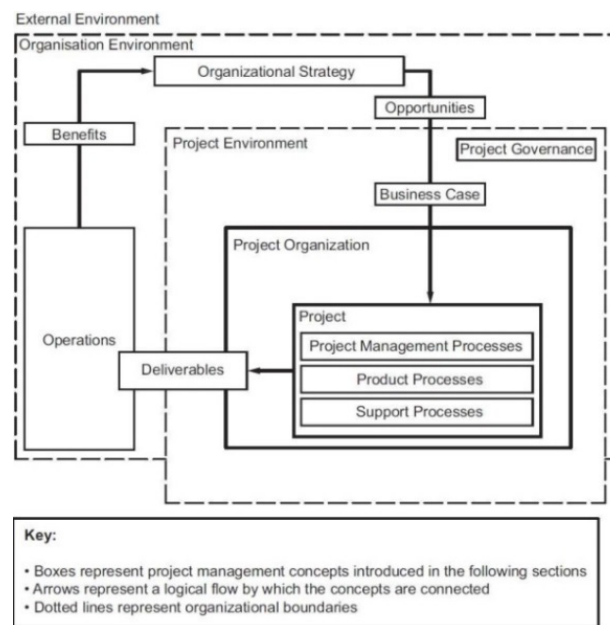 External Environment
Organisation Environment
Organizational Strategy
Opportunities
Benefits
Project Environment
Project Governance
Business Case
Project Organization
Project
Operations
Project Management Processes
Deliverables
Product Processes
Support Processes
Key:
• Boxes represent project management concepts introduced in the following sections
• Arrows represent a logical flow by which the concepts are connected
• Dotted lines represent organizational boundaries